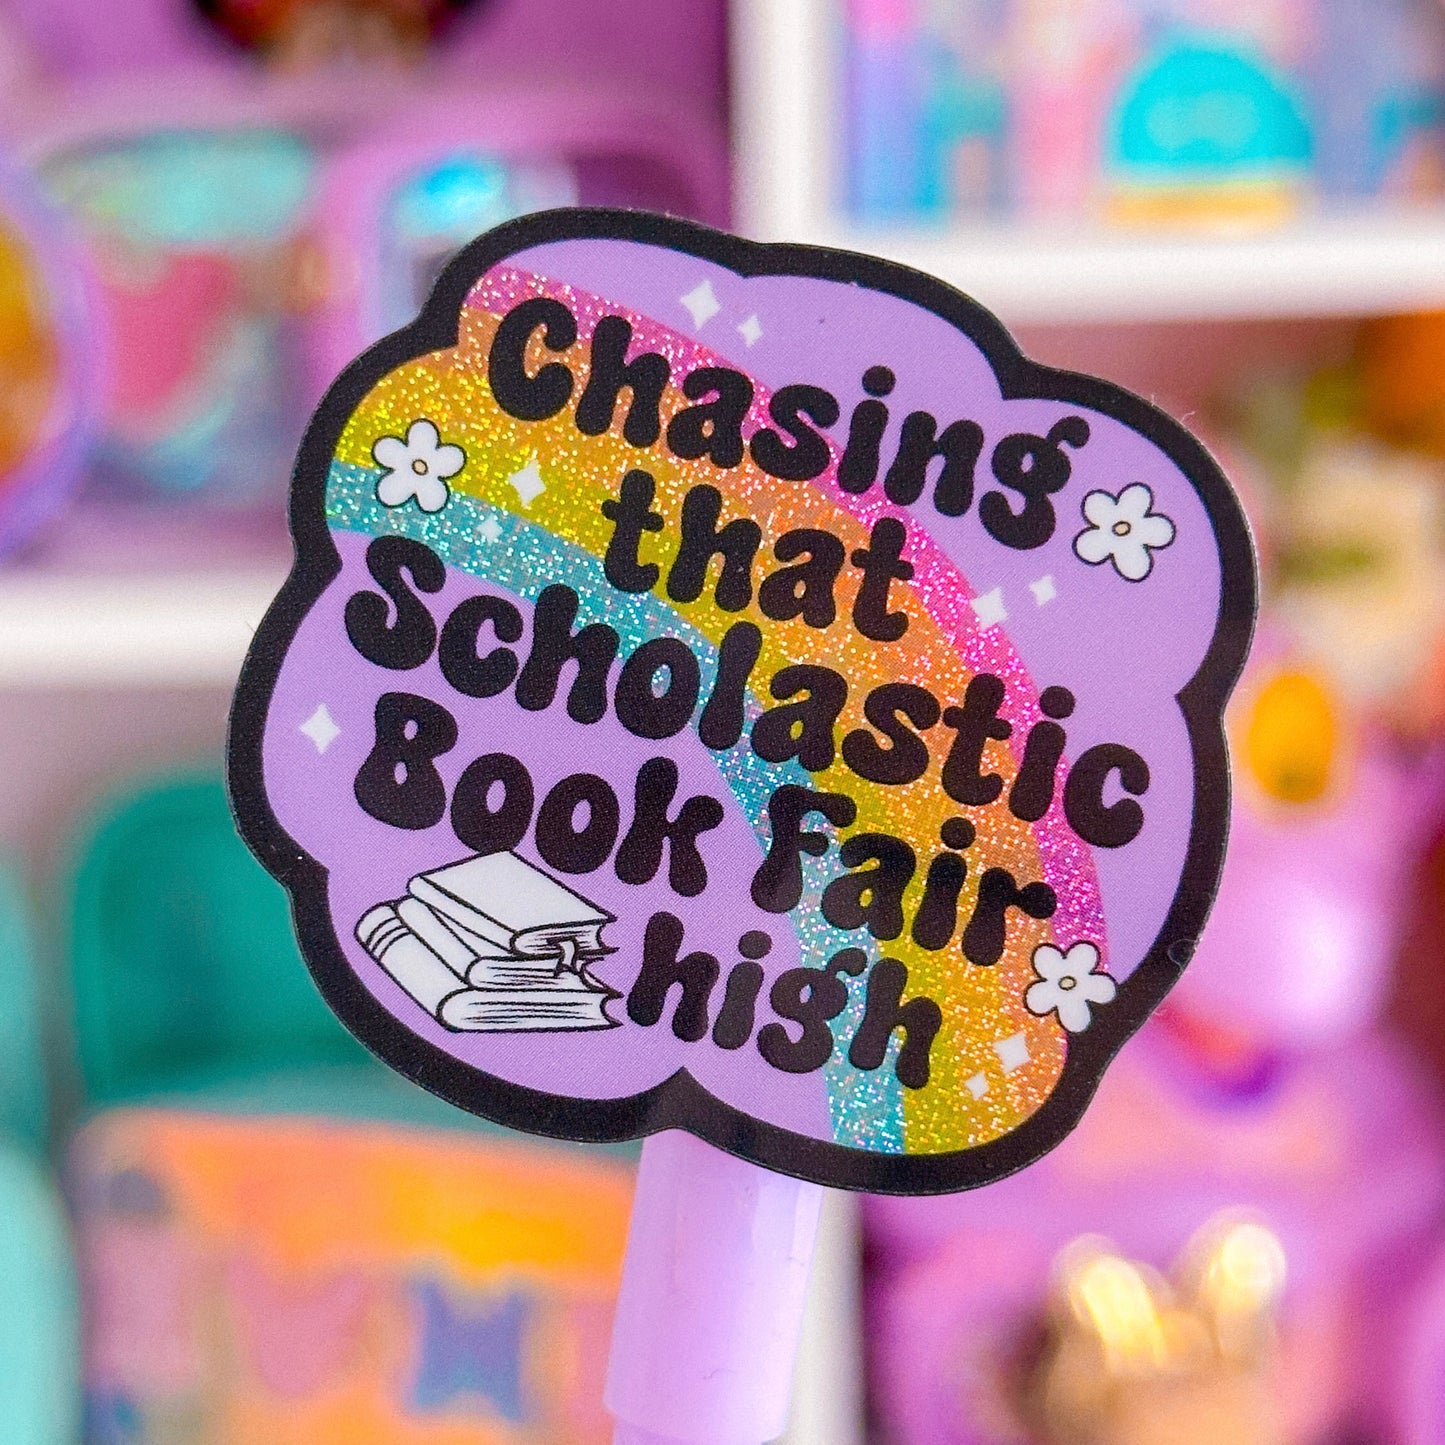 Chasing
that
Scholastic
Book Fair
high